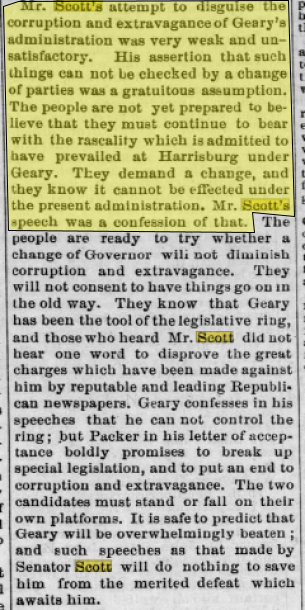 Mr. Scott's attempt to disguise the
corruption and extravagance of Geary's
administration was very weak and un-
satisfactory. His assertion that such
things can not be checked by a change
of parties was a gratuitous assumption.
The people are not yet prepared to be-
lieve that they must continue to bear
with the rascality which is admitted to
have prevailed at Harrisburg under
Geary. They demand a change, and
they know it cannot be effected under
the present administration. Mr. Scott's
speech was a confession of that. The
people are ready to try whether a
change of Governor will not diminish
corruption and extravagance. They
will not consent to have things go on in
the old way. They know that Geary
has been the tool of the legislative ring,
and those who heard Mr. Scott did not
hear one word to disprove the great
charges which have been made against
him by reputable and leading Republi-
can newspapers. Geary confesses in his
speeches that he can not control the
ring; but Packer in his letter of accep-
tance boldly promises to break up
special legislation, and to put an end to
corruption and extravagance. The two
candidates must stand or fall on their
own platforms. It is safe to predict that
Geary will be overwhelmingly beaten;
and such speeches as that made by
Senator Scott will do nothing to save
him from the merited defeat which
awaits him.